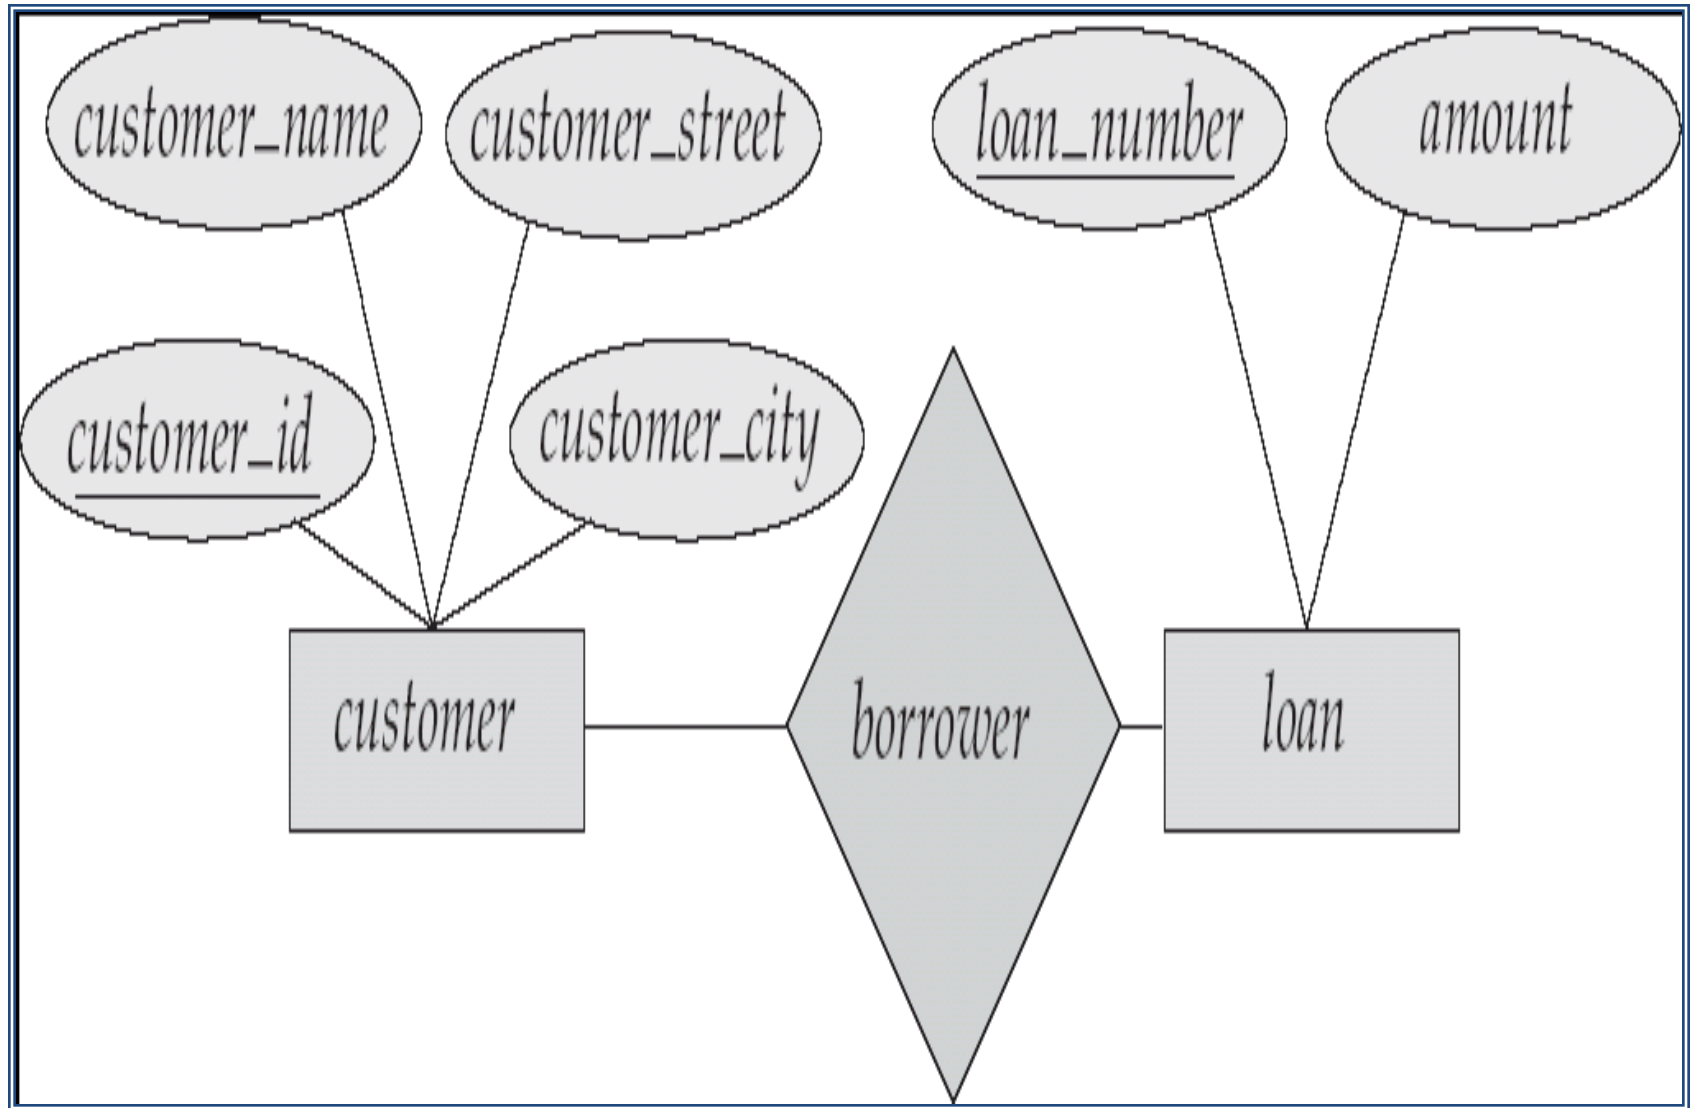 customer_name
customer_street
loan_number
amount
customer_id
customer_city
customer
borrower
loan